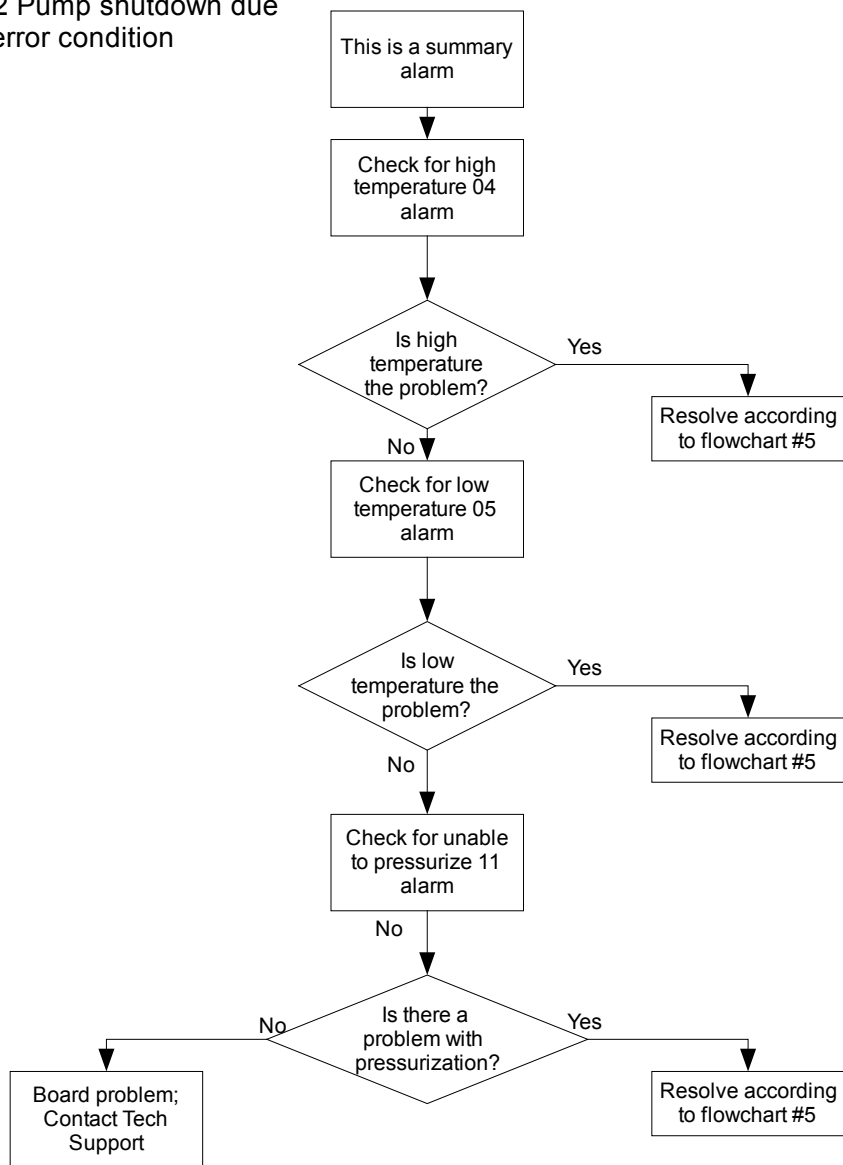 2 Pump shutdown due
error condition
This is a summary
alarm
Check for high
temperature 04
alarm
Is high
temperature
the problem?
Yes
Resolve according
to flowchart #5
No
Check for low
temperature 05
alarm
Is low
temperature the
problem?
Yes
Resolve according
to flowchart #5
No
Check for unable
to pressurize 11
alarm
No
Is there a
problem with
pressurization?
No
Yes
Board problem;
Contact Tech
Support
Resolve according
to flowchart #5